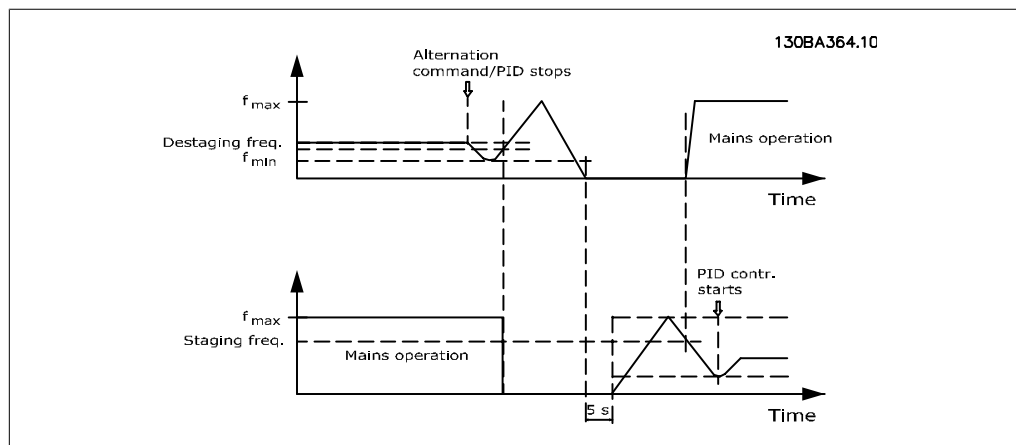 130BA364.10
Alternation
command/PID stops
f max
Destaging freq.
f min
Mains operation
Time
PID contr.
starts
f max
Staging freq.
Mains operation
5 s
Time